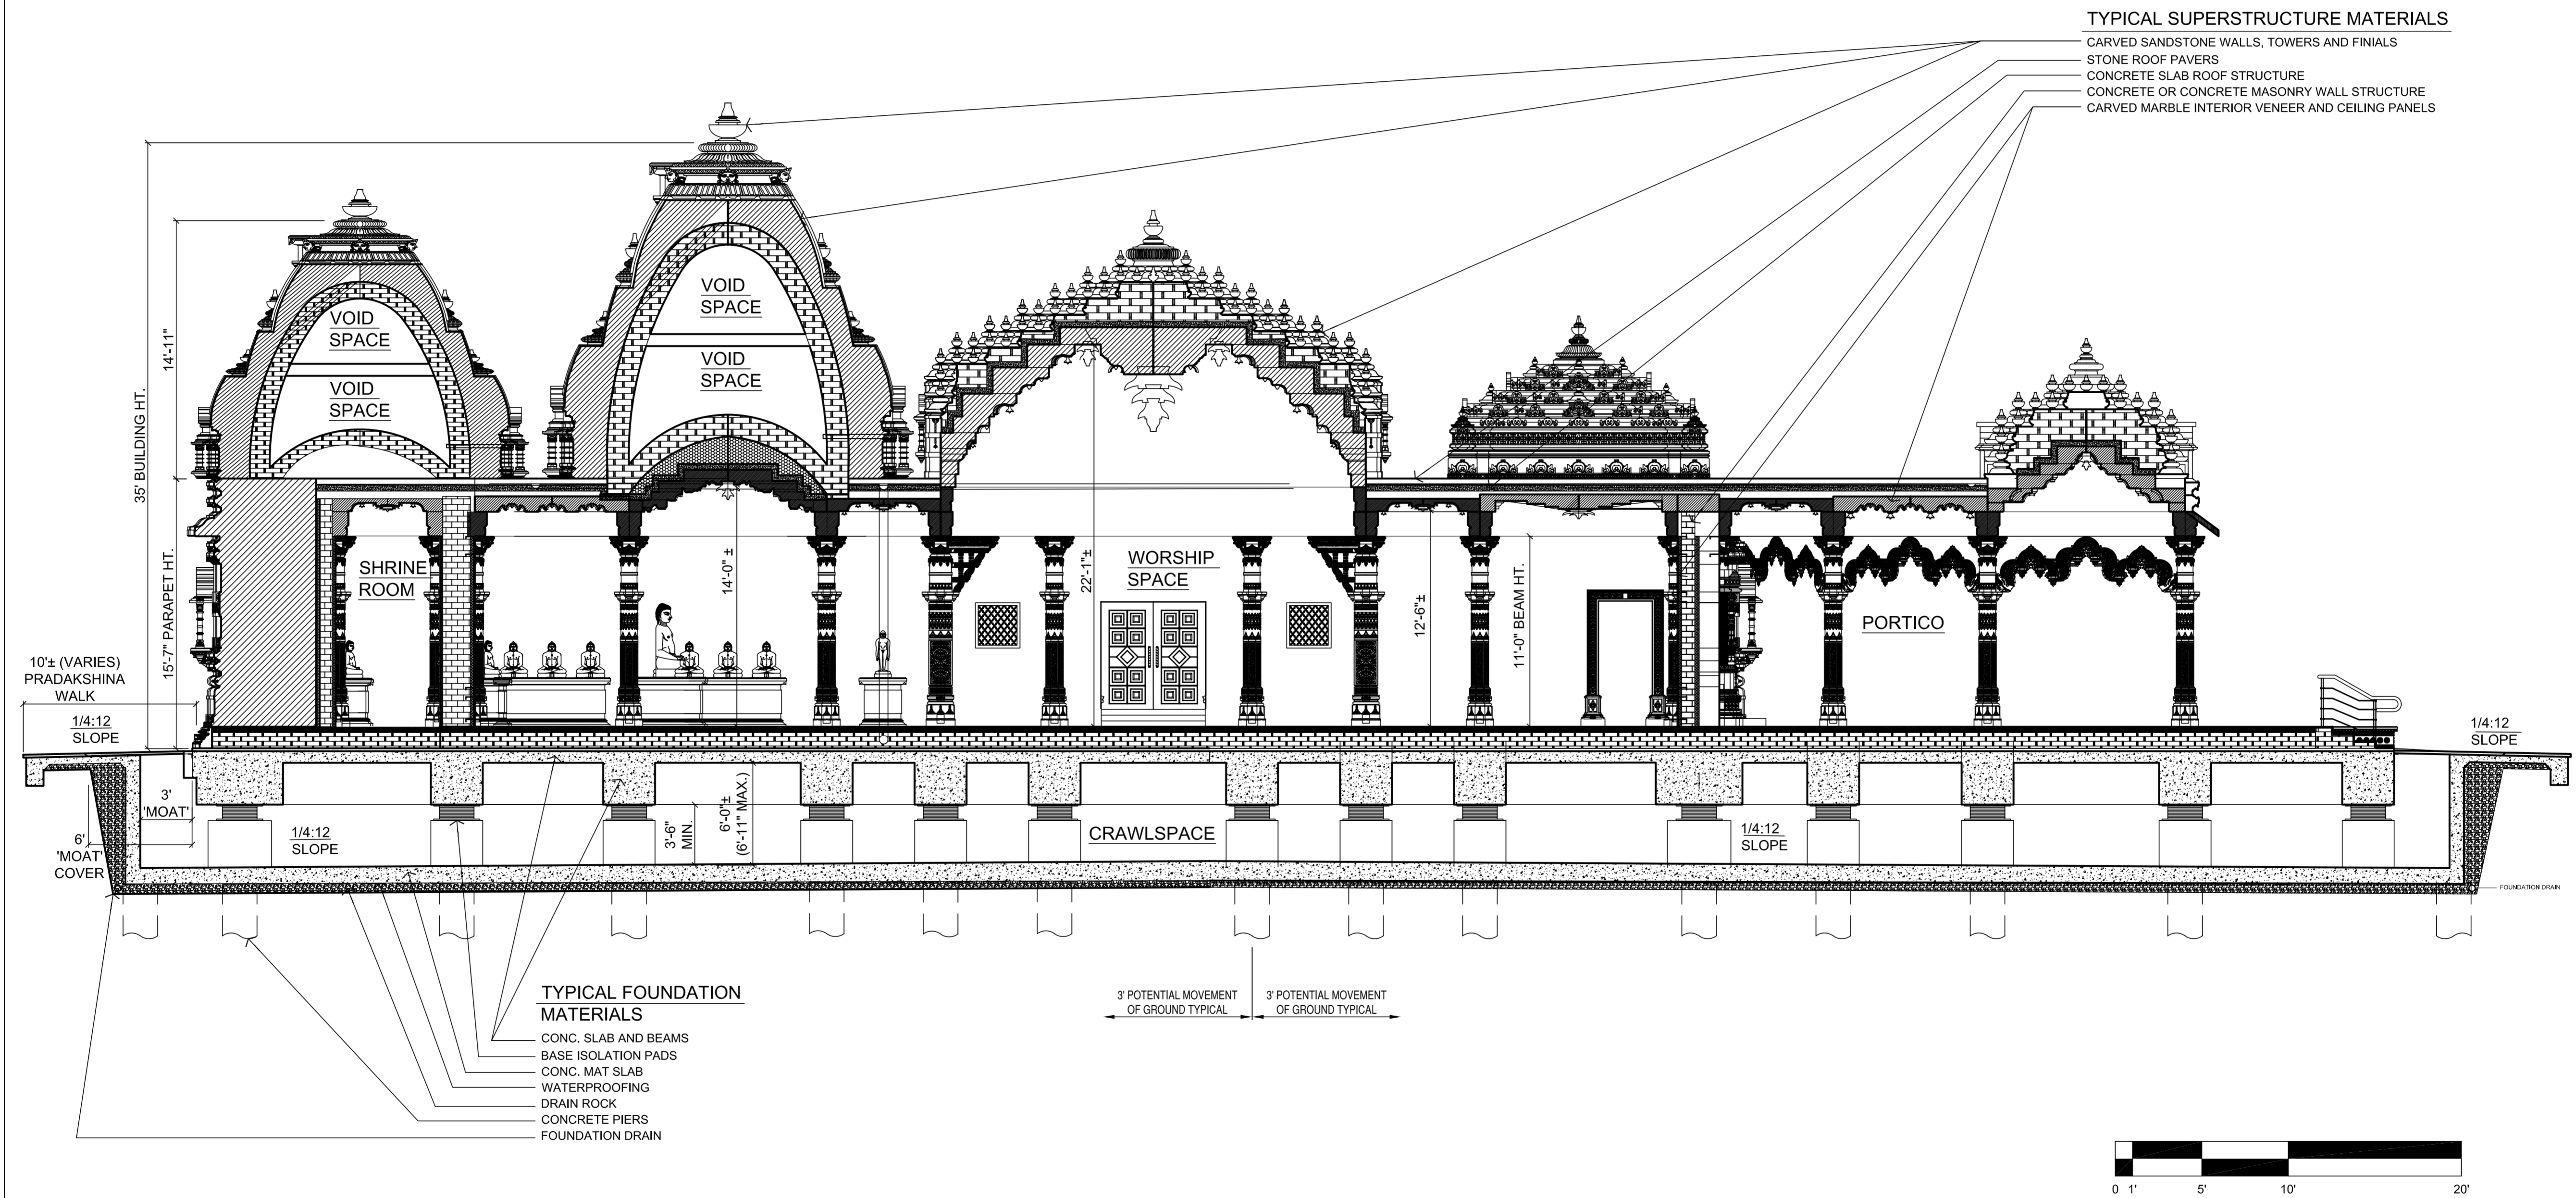 TYPICAL SUPERSTRUCTURE MATERIALS
CARVED SANDSTONE WALLS, TOWERS AND FINIALS
STONE ROOF PAVERS
CONCRETE SLAB ROOF STRUCTURE
CONCRETE OR CONCRETE MASONRY WALL STRUCTURE
CARVED MARBLE INTERIOR VENEER AND CEILING PANELS
35' BUILDING HT.
14'-11"
15'-7" PARAPET HT.
VOID
SPACE
VOID
SPACE
VOID
SPACE
VOID
SPACE
SHRINE
ROOM
14'-0" ±
22'-1"±
WORSHIP
SPACE
12'-6"±
11'-0" BEAM HT.
PORTICO
10'± (VARIES)
PRADAKSHINA
WALK
1/4:12
SLOPE
1/4:12
SLOPE
3'
'MOAT'
6'
'MOAT'
COVER
1/4:12
SLOPE
3'-6"
MIN.
6'-0"±
(6'-11" MAX.)
CRAWLSPACE
1/4:12
SLOPE
FOUNDATION DRAIN
3' POTENTIAL MOVEMENT
OF GROUND TYPICAL
3' POTENTIAL MOVEMENT
OF GROUND TYPICAL
TYPICAL FOUNDATION
MATERIALS
CONC. SLAB AND BEAMS
BASE ISOLATION PADS
CONC. MAT SLAB
WATERPROOFING
DRAIN ROCK
CONCRETE PIERS
FOUNDATION DRAIN
0 1' 5' 10' 20'